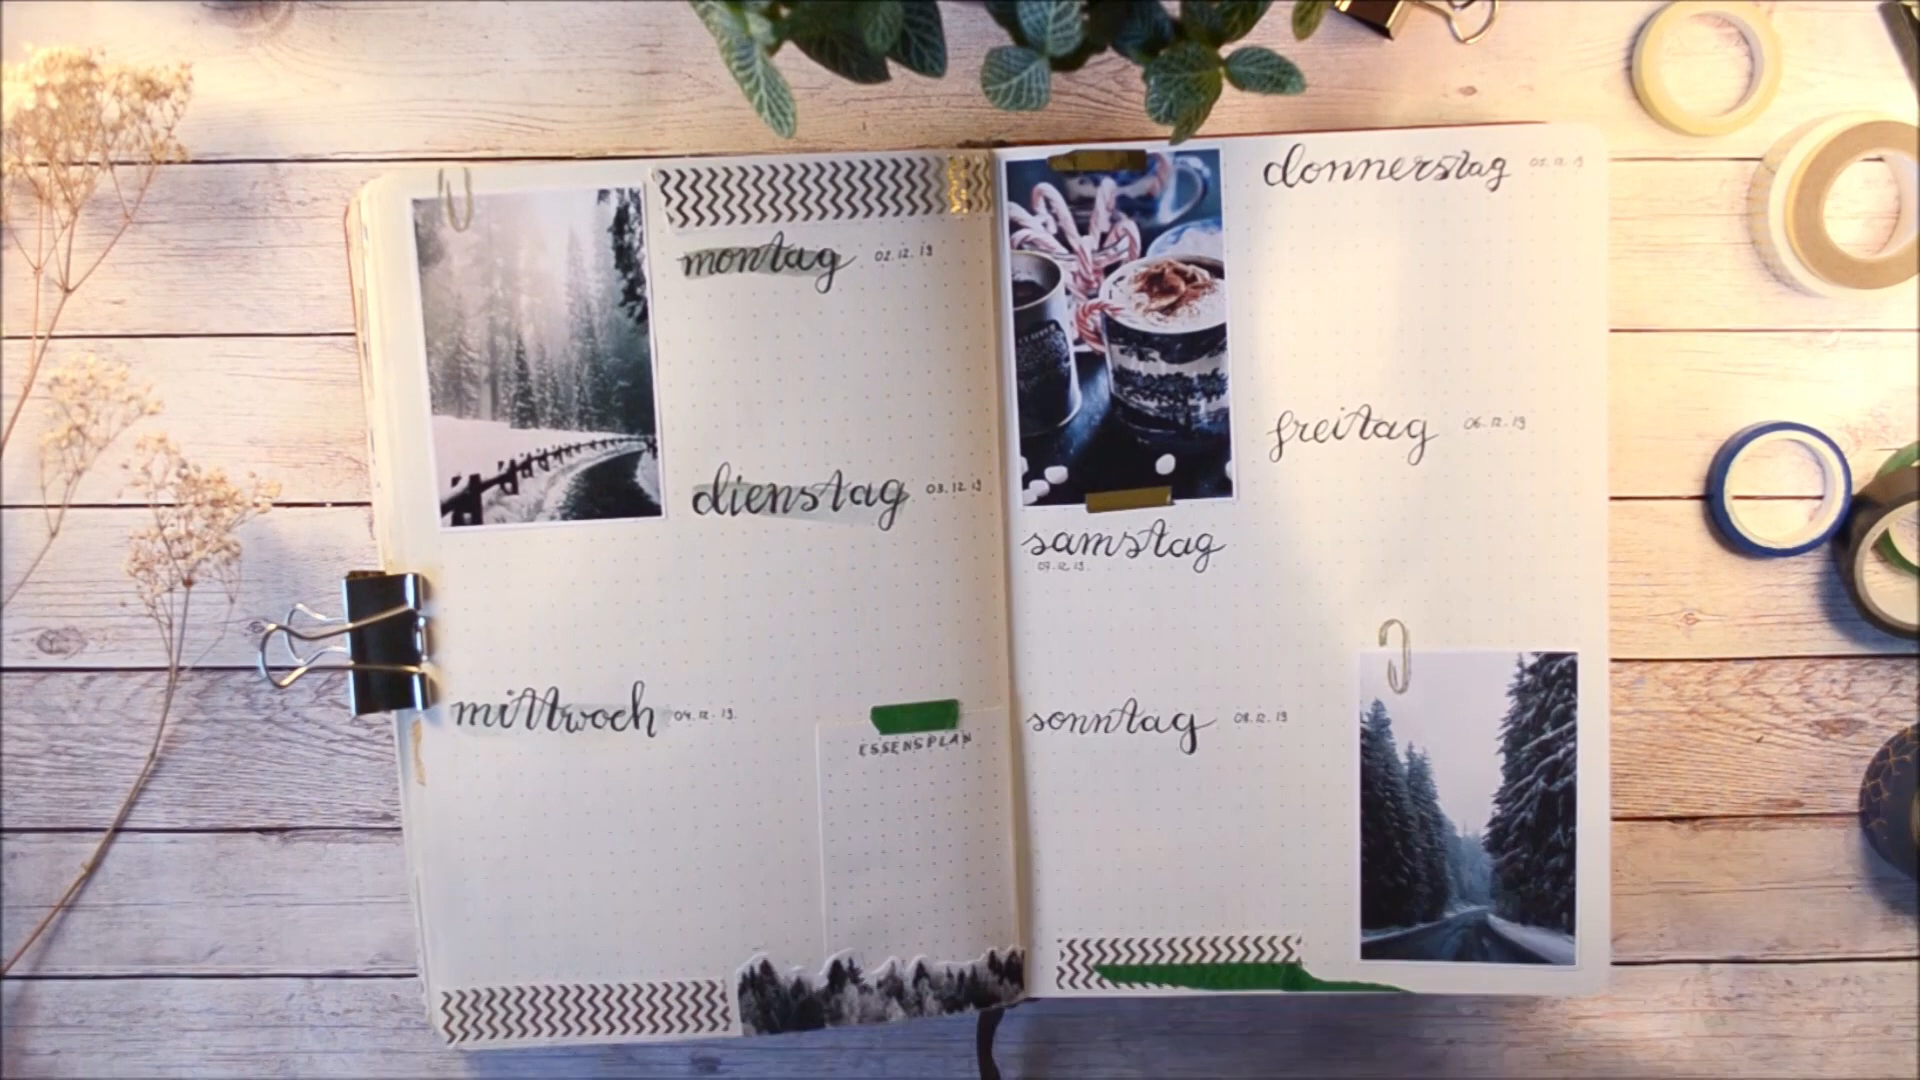 montag 02.12.19
dienstag 03.12.19
mittwoch 04.12.19
ESSENSPLAN
donnerstag 05.12.19
freitag 06.12.19
samstag
07.12.19.
sonntag 08.12.19